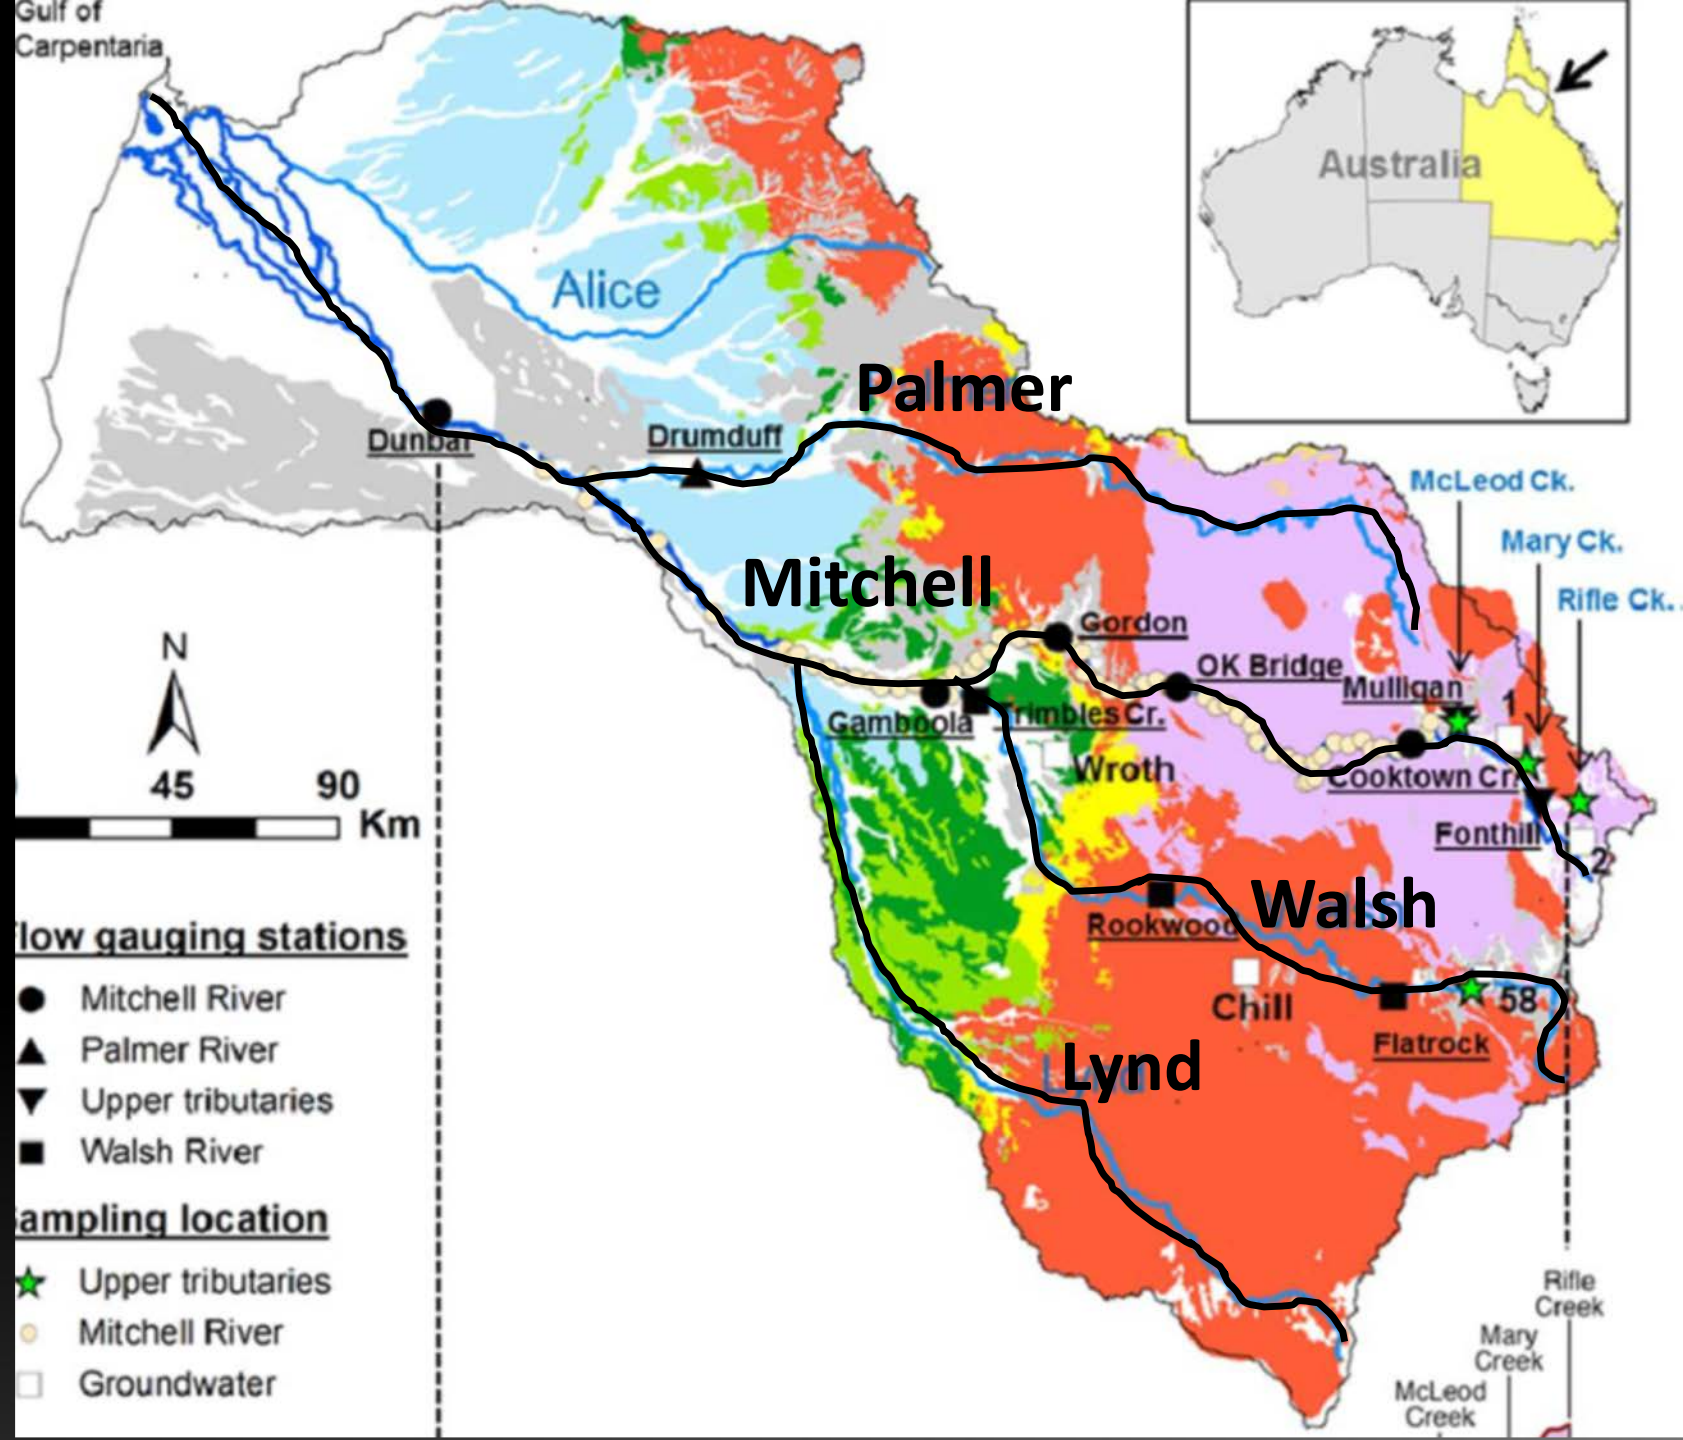 Gulf of
Carpentaria
Australia
Alice
Palmer
Dunbar
Drumduff
McLeod Ck.
Mary Ck.
Rifle Ck.
Mitchell
Gordon
OK Bridge
Mulligan
1
Gamboola
Trimbles Cr.
Wroth
Cooktown Cr.
Fonthill
2
N
45 90
Km
Walsh
Rookwood
Chill
58
Flatrock
Lynd
low gauging stations
Mitchell River
Palmer River
Upper tributaries
Walsh River
ampling location
Upper tributaries
Mitchell River
Groundwater
Rifle
Creek
Mary
Creek
McLeod
Creek